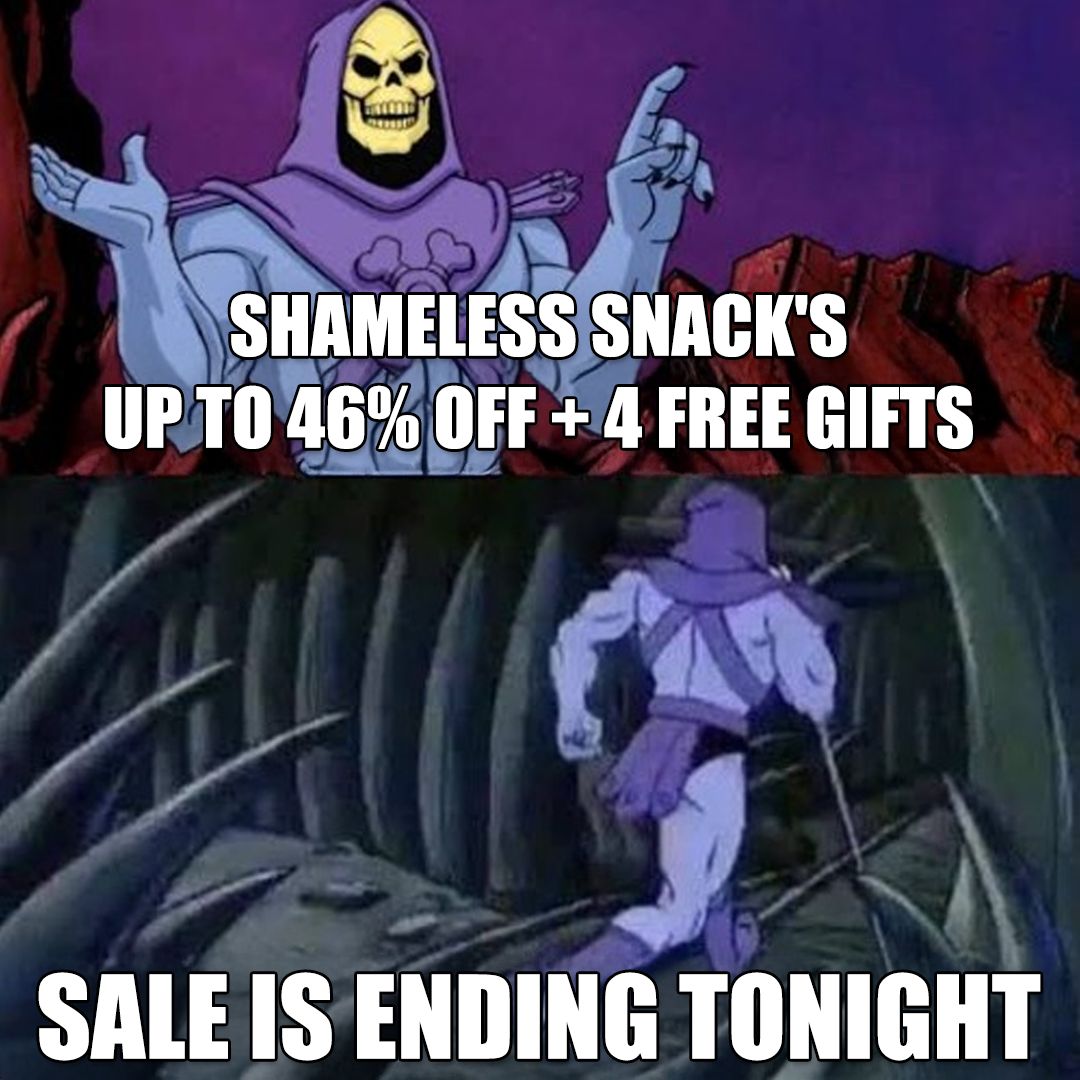 SHAMELESS SNACK'S
UP TO 46% OFF + 4 FREE GIFTS
SALE IS ENDING TONIGHT